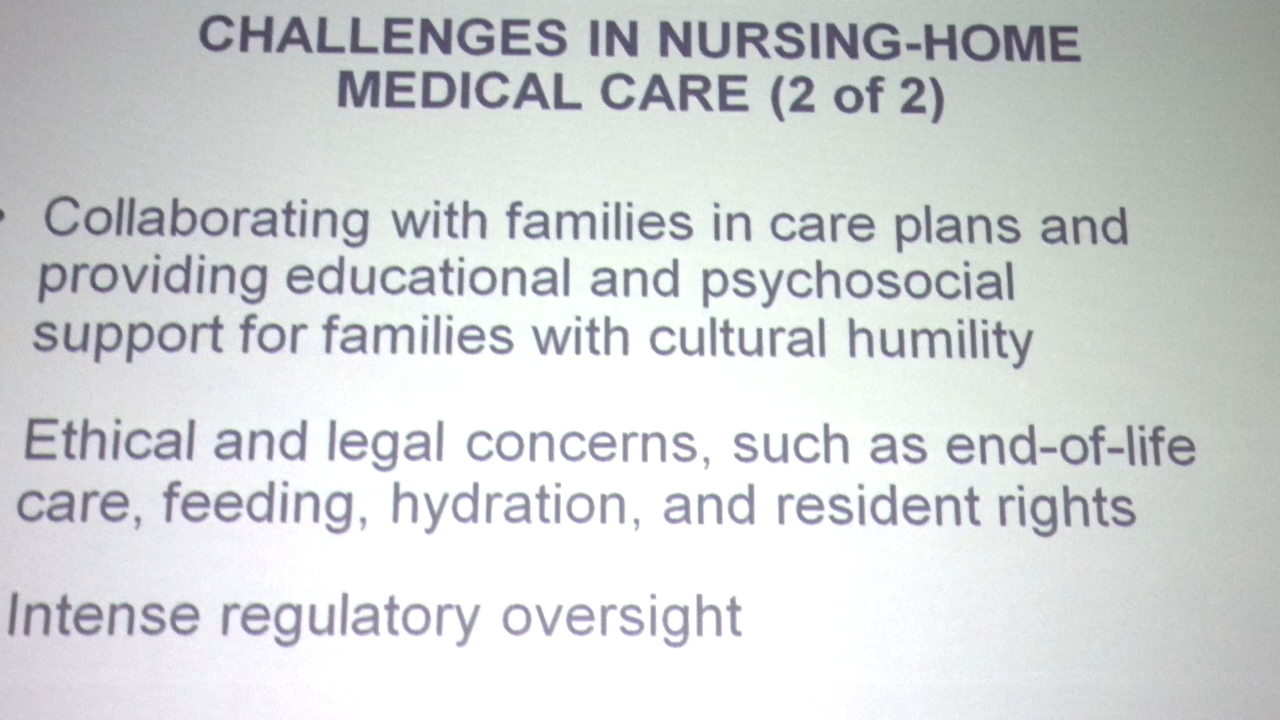 CHALLENGES IN NURSING-HOME
MEDICAL CARE (2 of 2)
• Collaborating with families in care plans and
providing educational and psychosocial
support for families with cultural humility
Ethical and legal concerns, such as end-of-life
care, feeding, hydration, and resident rights
Intense regulatory oversight